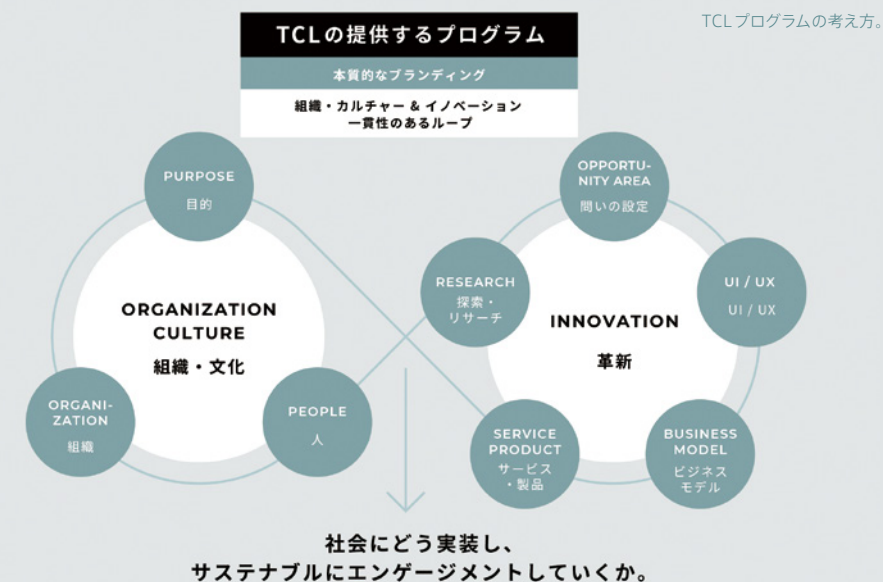 TCLプログラムの考え方。
TCLの提供するプログラム
本質的なブランディング
組織・カルチャー & イノベーション
一貫性のあるループ
PURPOSE
目的
ORGANIZATION
CULTURE
組織・文化
ORGANI-
ZATION
組織
PEOPLE
人
OPPORTU-
NITY AREA
問いの設定
RESEARCH
探索・
リサーチ
UI / UX
UI / UX
INNOVATION
革新
SERVICE
PRODUCT
サービス
・製品
BUSINESS
MODEL
ビジネス
モデル
社会にどう実装し、
サステナブルにエンゲージメントしていくか。